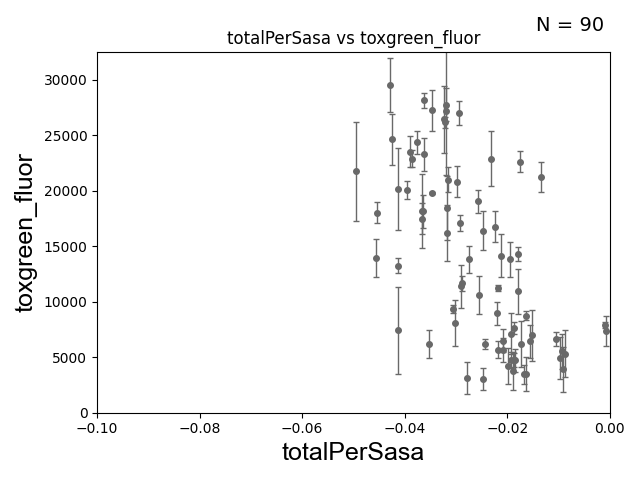 N = 90
totalPerSasa vs toxgreen_fluor
30000
25000
20000
15000
10000
5000
0
toxgreen_fluor
−0.10 −0.08 −0.06 −0.04 −0.02 0.00
totalPerSasa